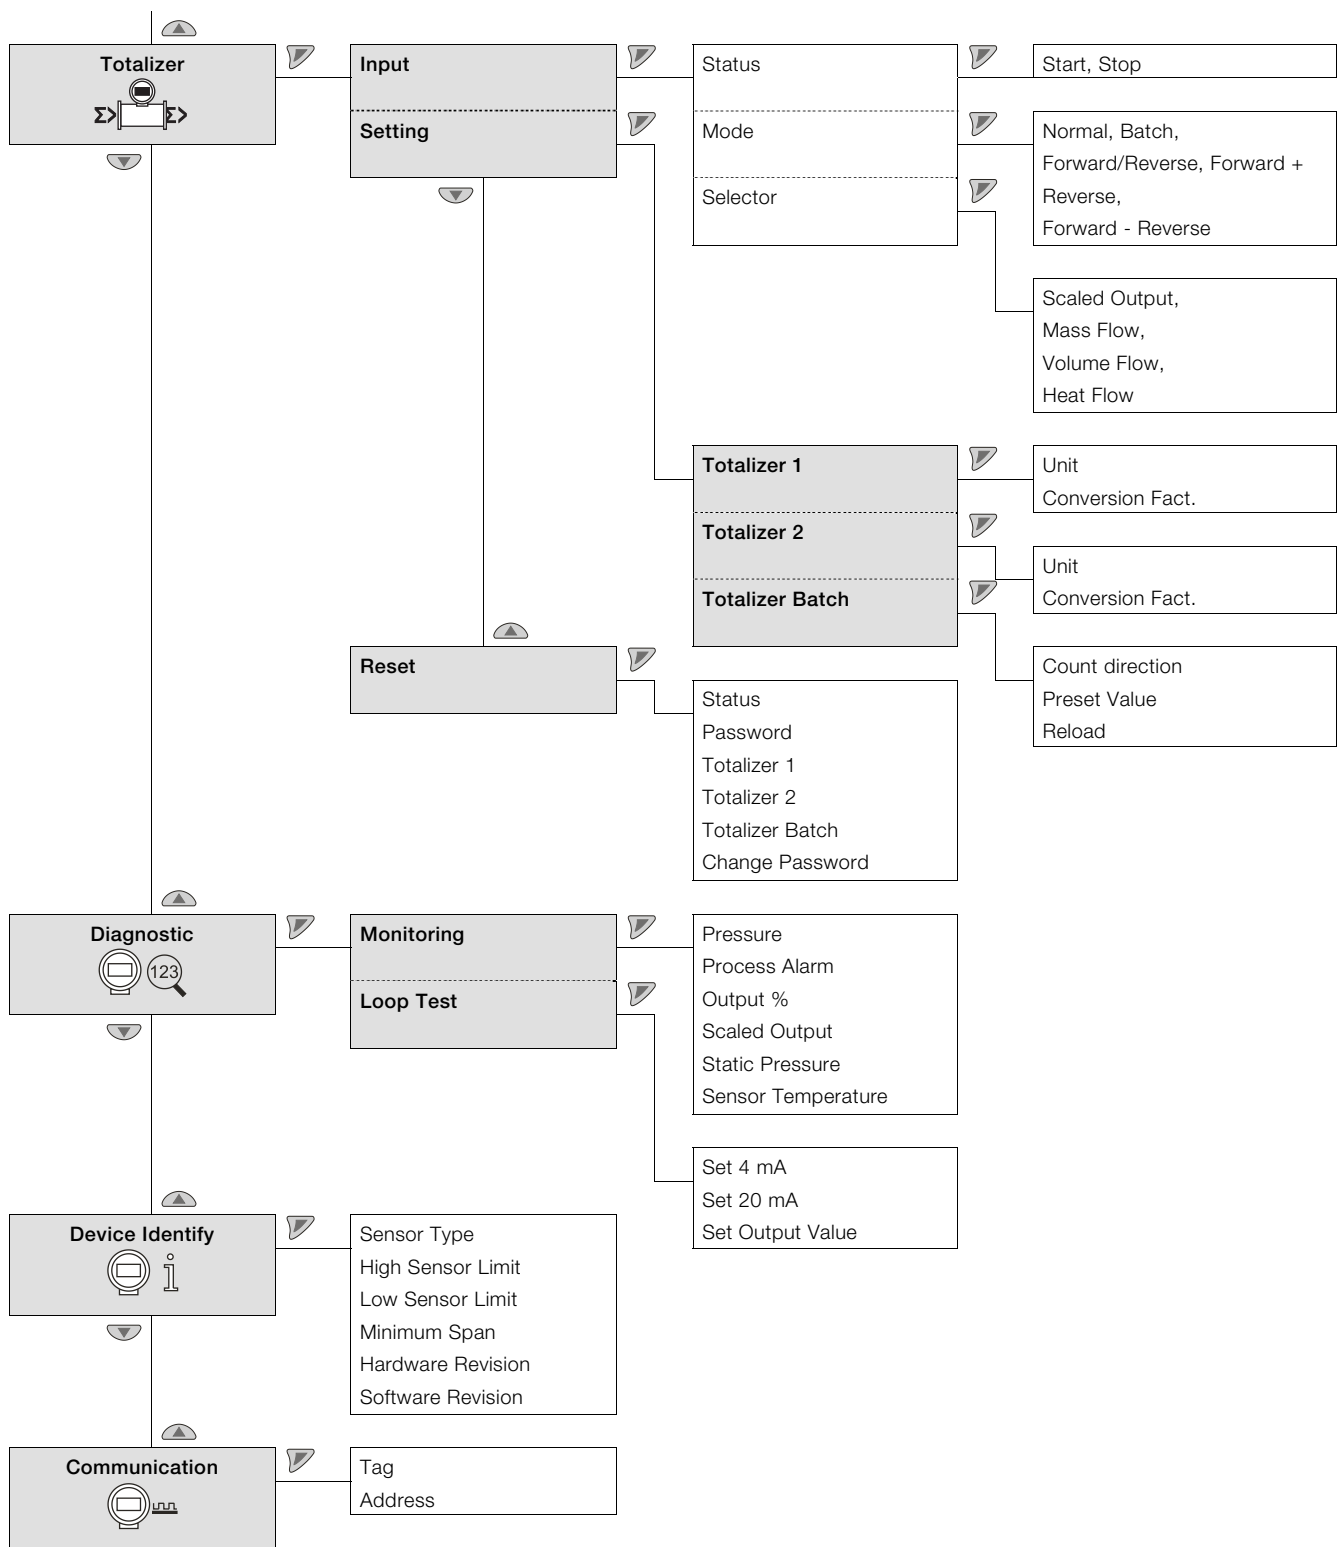 Totalizer
Σ> Σ>
Input
Setting
Status
Mode
Selector
Start, Stop
Normal, Batch,
Forward/Reverse, Forward +
Reverse,
Forward - Reverse
Scaled Output,
Mass Flow,
Volume Flow,
Heat Flow
Totalizer 1
Totalizer 2
Totalizer Batch
Unit
Conversion Fact.
Unit
Conversion Fact.
Count direction
Preset Value
Reload
Reset
Status
Password
Totalizer 1
Totalizer 2
Totalizer Batch
Change Password
Diagnostic
123
Monitoring
Loop Test
Pressure
Process Alarm
Output %
Scaled Output
Static Pressure
Sensor Temperature
Set 4 mA
Set 20 mA
Set Output Value
Device Identify
i
Sensor Type
High Sensor Limit
Low Sensor Limit
Minimum Span
Hardware Revision
Software Revision
Communication
Tag
Address